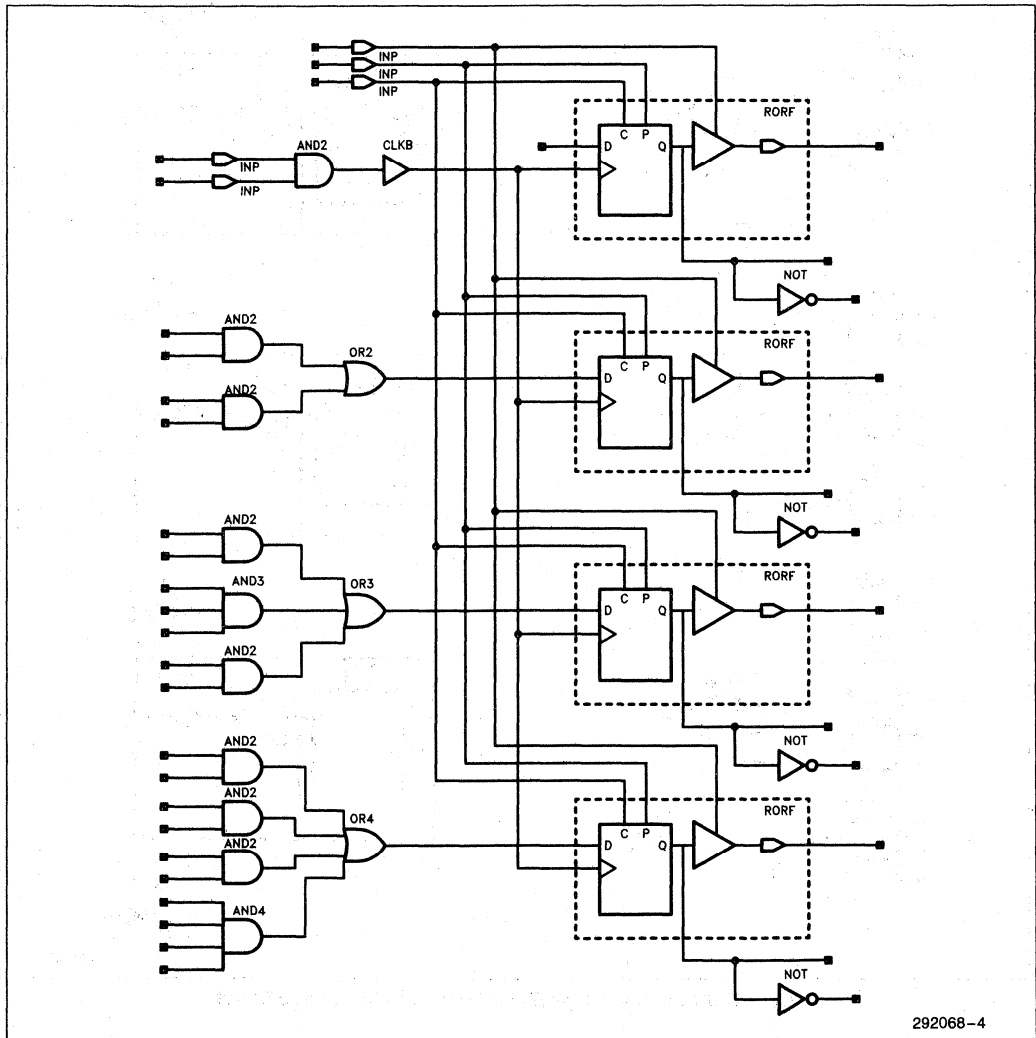 INP
INP
INP
RORF
C P
D Q
AND2
CLKB
INP
INP
NOT
AND2
OR2
AND2
RORF
C P
D Q
NOT
AND2
AND3
OR3
AND2
RORF
C P
D Q
NOT
AND2
AND2
OR4
AND2
AND4
RORF
C P
D Q
NOT
292068-4